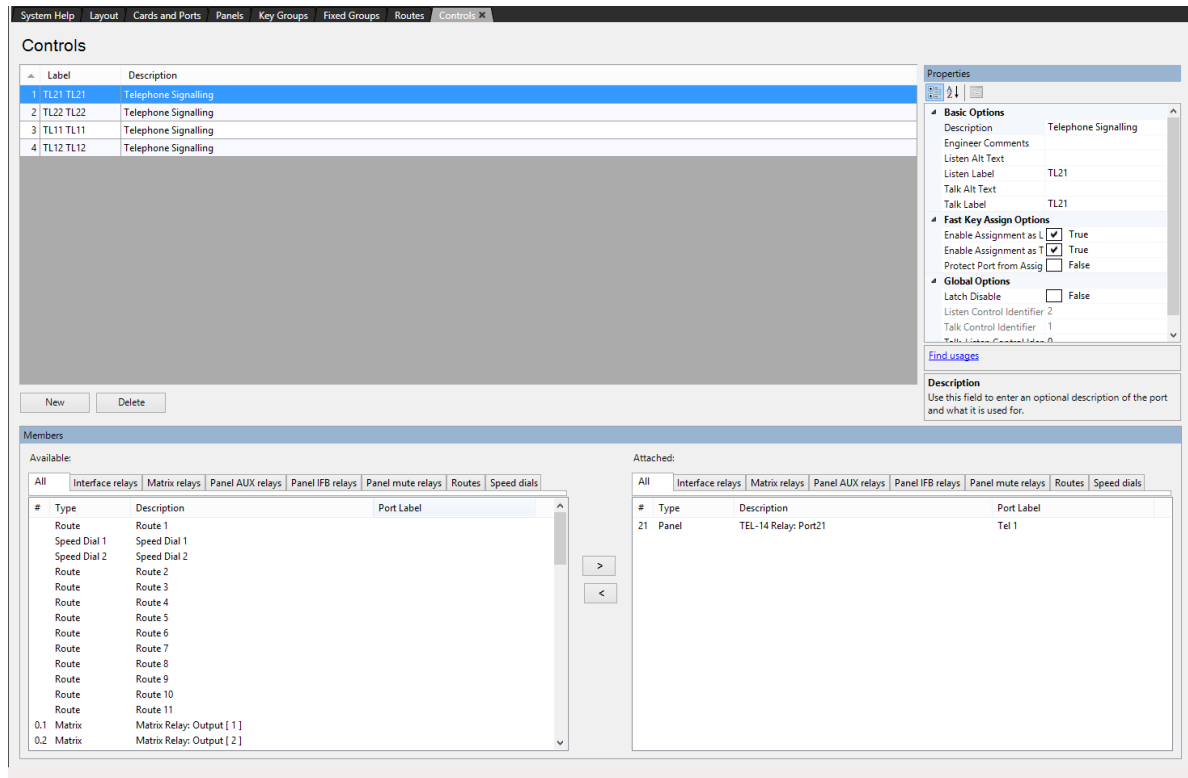 System Help Layout Cards and Ports Panels Key Groups Fixed Groups Routes Controls
Controls
Label Description
1 TL21 TL21 Telephone Signalling
2 TL22 TL22 Telephone Signalling
3 TL11 TL11 Telephone Signalling
4 TL12 TL12 Telephone Signalling
New Delete
Properties
Basic Options
Description Telephone Signalling
Engineer Comments
Listen Alt Text
Listen Label TL21
Talk Alt Text
Talk Label TL21
Fast Key Assign Options
Enable Assignment as L True
Enable Assignment as T True
Protect Port from Assig False
Global Options
Latch Disable False
Listen Control Identifier 2
Talk Control Identifier 1
Find usages
Description
Use this field to enter an optional description of the port
and what it is used for.
Members
Available:
All Interface relays Matrix relays Panel AUX relays Panel IFB relays Panel mute relays Routes Speed dials
# Type Description Port Label
Route Route 1
Speed Dial 1 Speed Dial 1
Speed Dial 2 Speed Dial 2
Route Route 2
Route Route 3
Route Route 4
Route Route 5
Route Route 6
Route Route 7
Route Route 8
Route Route 9
Route Route 10
Route Route 11
0.1 Matrix Matrix Relay: Output [ 1 ]
0.2 Matrix Matrix Relay: Output [ 2 ]
>
<
Attached:
All Interface relays Matrix relays Panel AUX relays Panel IFB relays Panel mute relays Routes Speed dials
# Type Description Port Label
21 Panel TEL-14 Relay: Port21 Tel 1